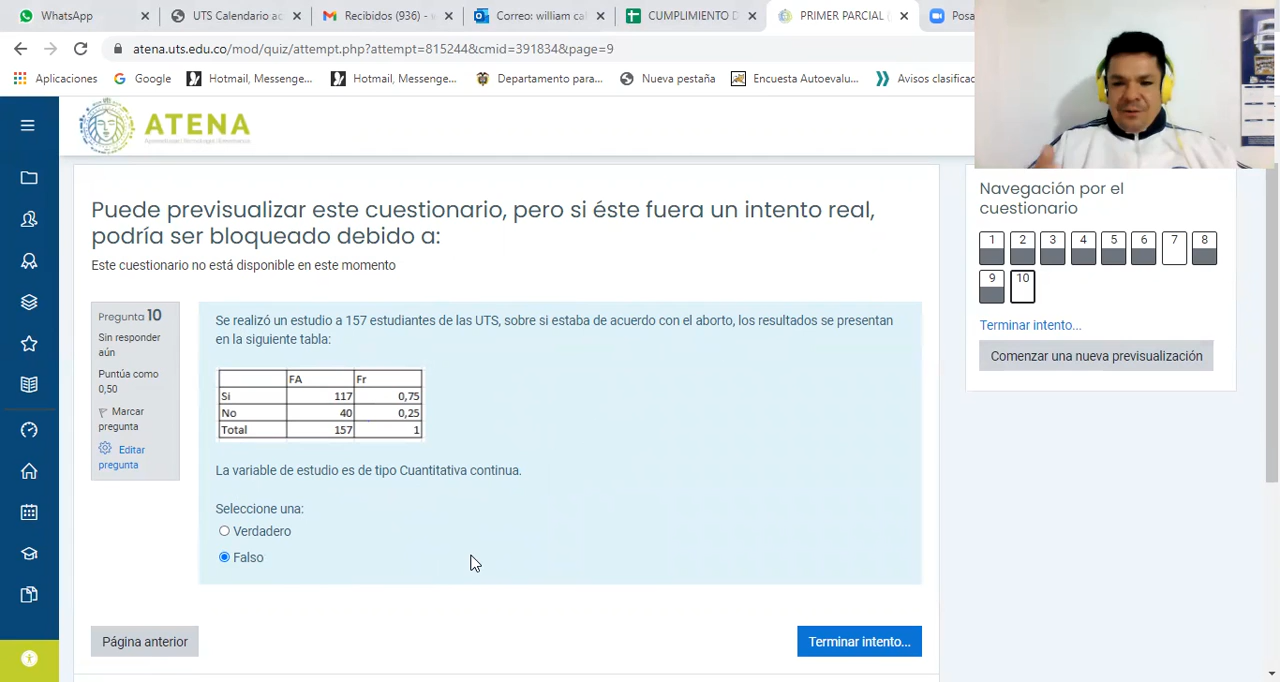 WhatsApp
UTS Calendario ac
Recibidos (936) -
Correo: william ca
CUMPLIMIENTO D
PRIMER PARCIAL (
Posa
atena.uts.edu.co/mod/quiz/attempt.php?attempt=815244&cmid=391834&page=9
Aplicaciones
Google
Hotmail, Messenge...
Hotmail, Messenge...
Departamento para...
Nueva pestaña
Encuesta Autoevalu...
Avisos clasificad
ATENA
Puede previsualizar este cuestionario, pero si éste fuera un intento real,
podría ser bloqueado debido a:
Este cuestionario no está disponible en este momento
Pregunta 10
Sin responder
aún
Puntúa como
0,50
Marcar
pregunta
Editar
pregunta
Se realizó un estudio a 157 estudiantes de las UTS, sobre si estaba de acuerdo con el aborto, los resultados se presentan
en la siguiente tabla:
FA Fr
Si 117 0,75
No 40 0,25
Total 157 1
La variable de estudio es de tipo Cuantitativa continua.
Seleccione una:
Verdadero
Falso
Página anterior
Terminar intento...
Navegación por el
cuestionario
1 2 3 4 5 6 7 8
9 10
Terminar intento...
Comenzar una nueva previsualización